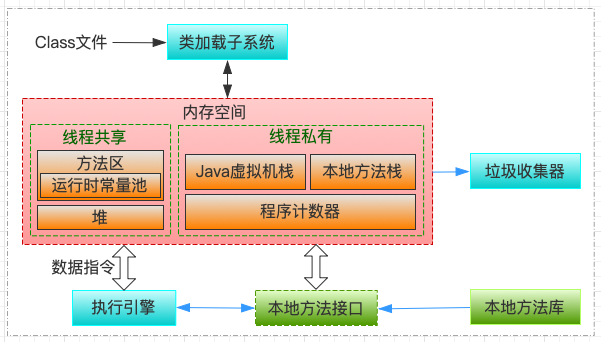 Class文件
类加载子系统
内存空间
线程共享
线程私有
方法区
运行时常量池
堆
Java虚拟机栈
本地方法栈
程序计数器
垃圾收集器
数据指令
执行引擎
本地方法接口
本地方法库